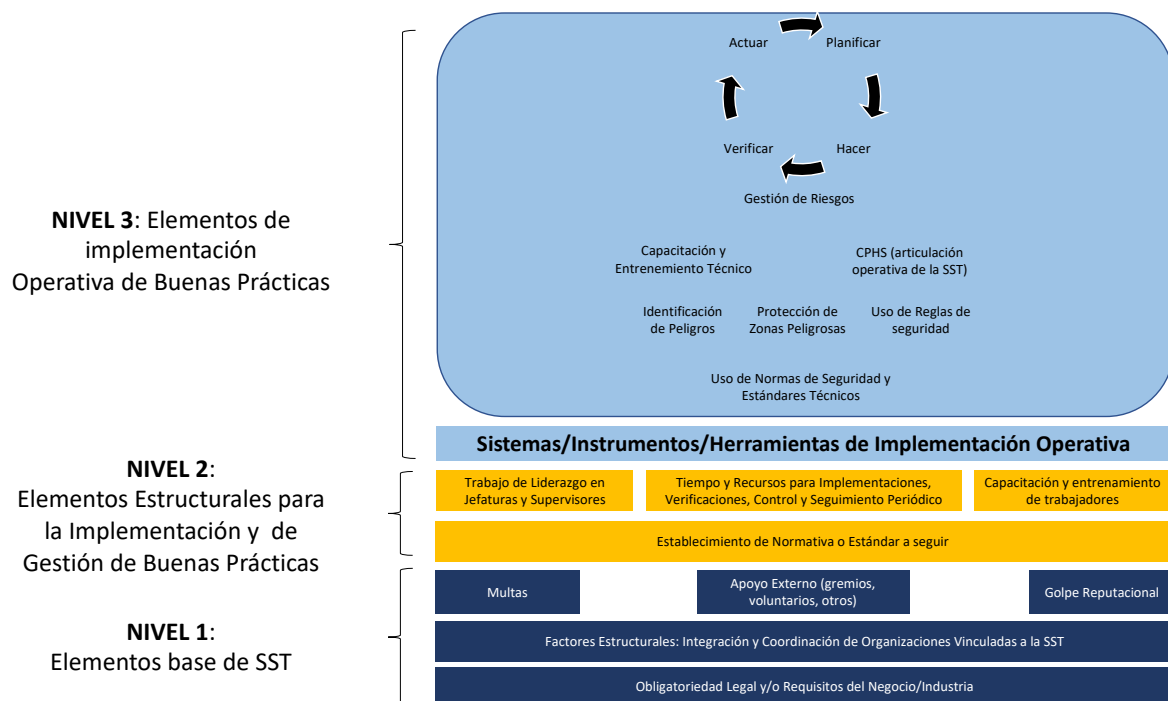 Actuar
Planificar
Verificar
Hacer
Gestión de Riesgos
NIVEL 3: Elementos de
implementación
Operativa de Buenas Prácticas
Capacitación y
Entrenemiento Técnico
CPHS (articulación
operativa de la SST)
Identificación
de Peligros
Protección de
Zonas Peligrosas
Uso de Reglas de
seguridad
Uso de Normas de Seguridad y
Estándares Técnicos
Sistemas/Instrumentos/Herramientas de Implementación Operativa
NIVEL 2:
Elementos Estructurales para
la Implementación y de
Gestión de Buenas Prácticas
Trabajo de Liderazgo en
Jefaturas y Supervisores
Tiempo y Recursos para Implementaciones,
Verificaciones, Control y Seguimiento Periódico
Capacitación y entrenamiento
de trabajadores
Establecimiento de Normativa o Estándar a seguir
NIVEL 1:
Elementos base de SST
Multas
Apoyo Externo (gremios,
voluntarios, otros)
Golpe Reputacional
Factores Estructurales: Integración y Coordinación de Organizaciones Vinculadas a la SST
Obligatoriedad Legal y/o Requisitos del Negocio/Industria